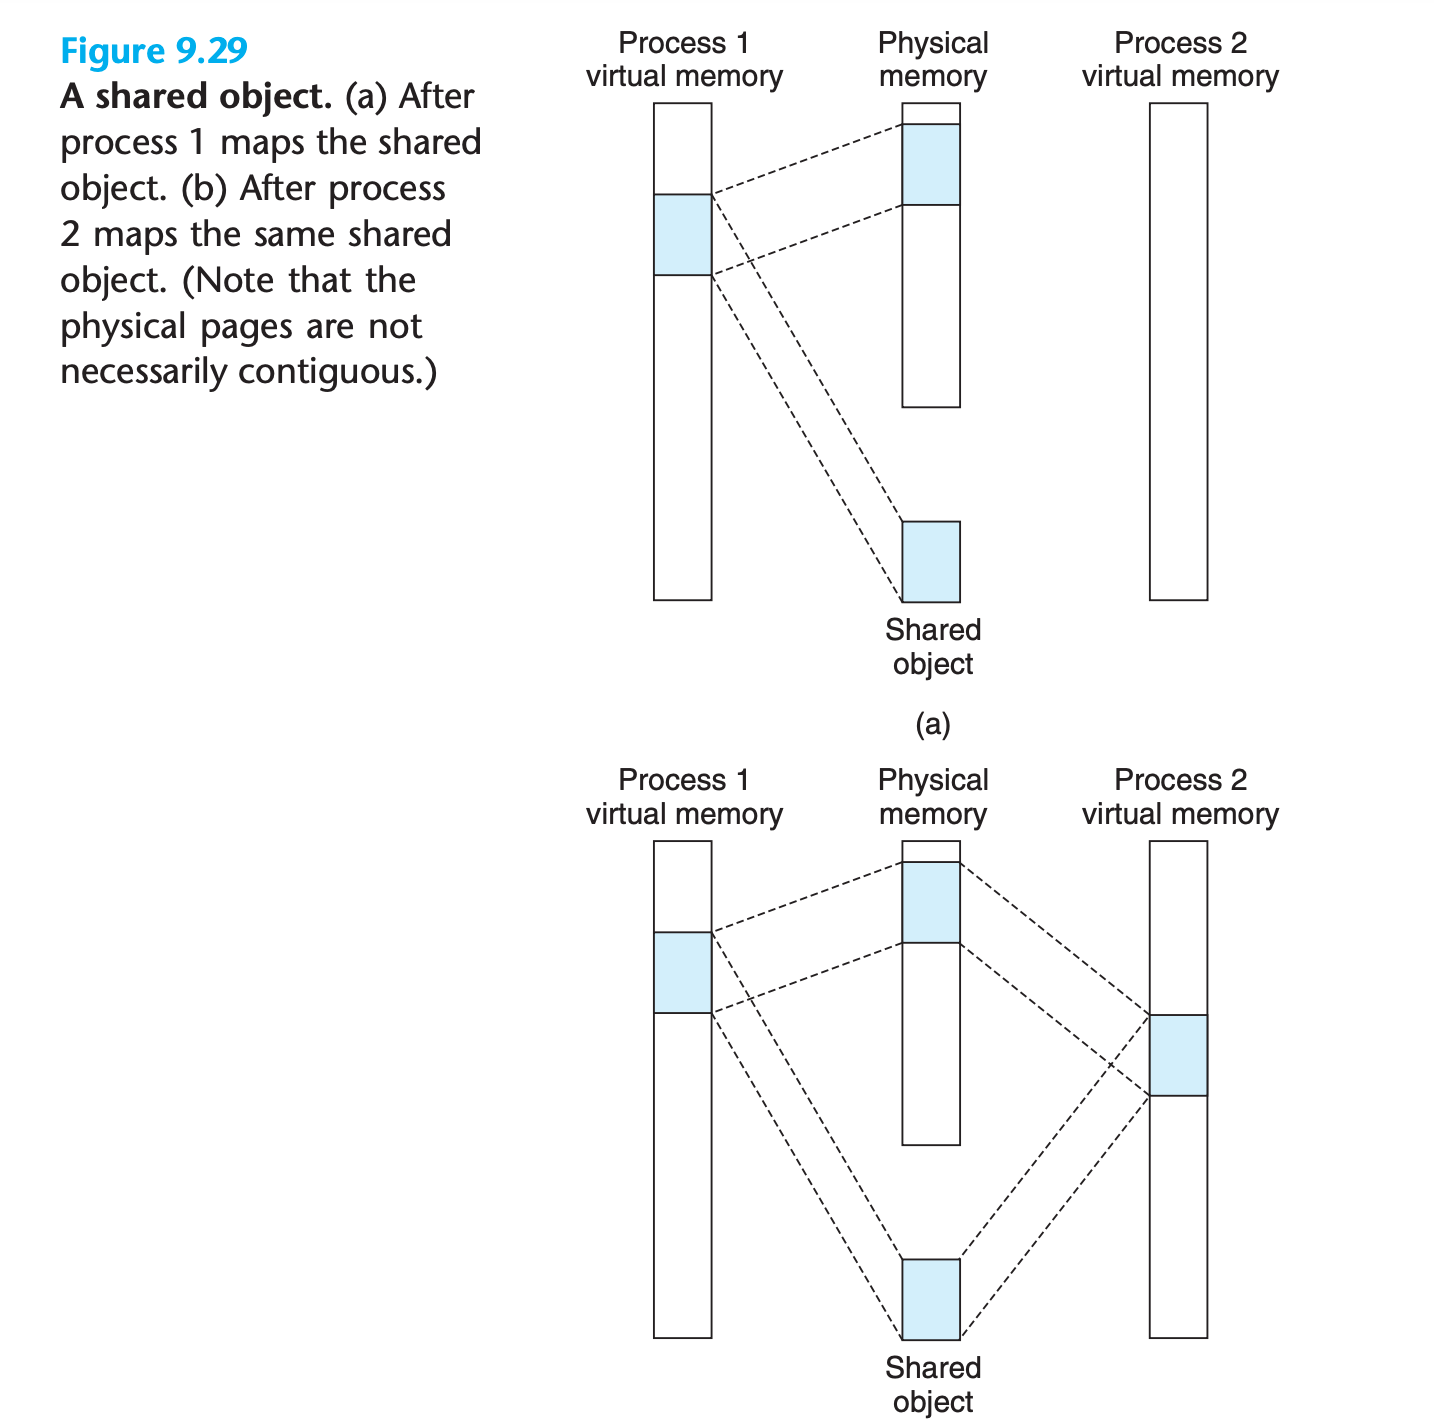 Figure 9.29
A shared object. (a) After
process 1 maps the shared
object. (b) After process
2 maps the same shared
object. (Note that the
physical pages are not
necessarily contiguous.)
Process 1
virtual memory
Physical
memory
Process 2
virtual memory
Shared
object
(a)
Process 1
virtual memory
Physical
memory
Process 2
virtual memory
Shared
object